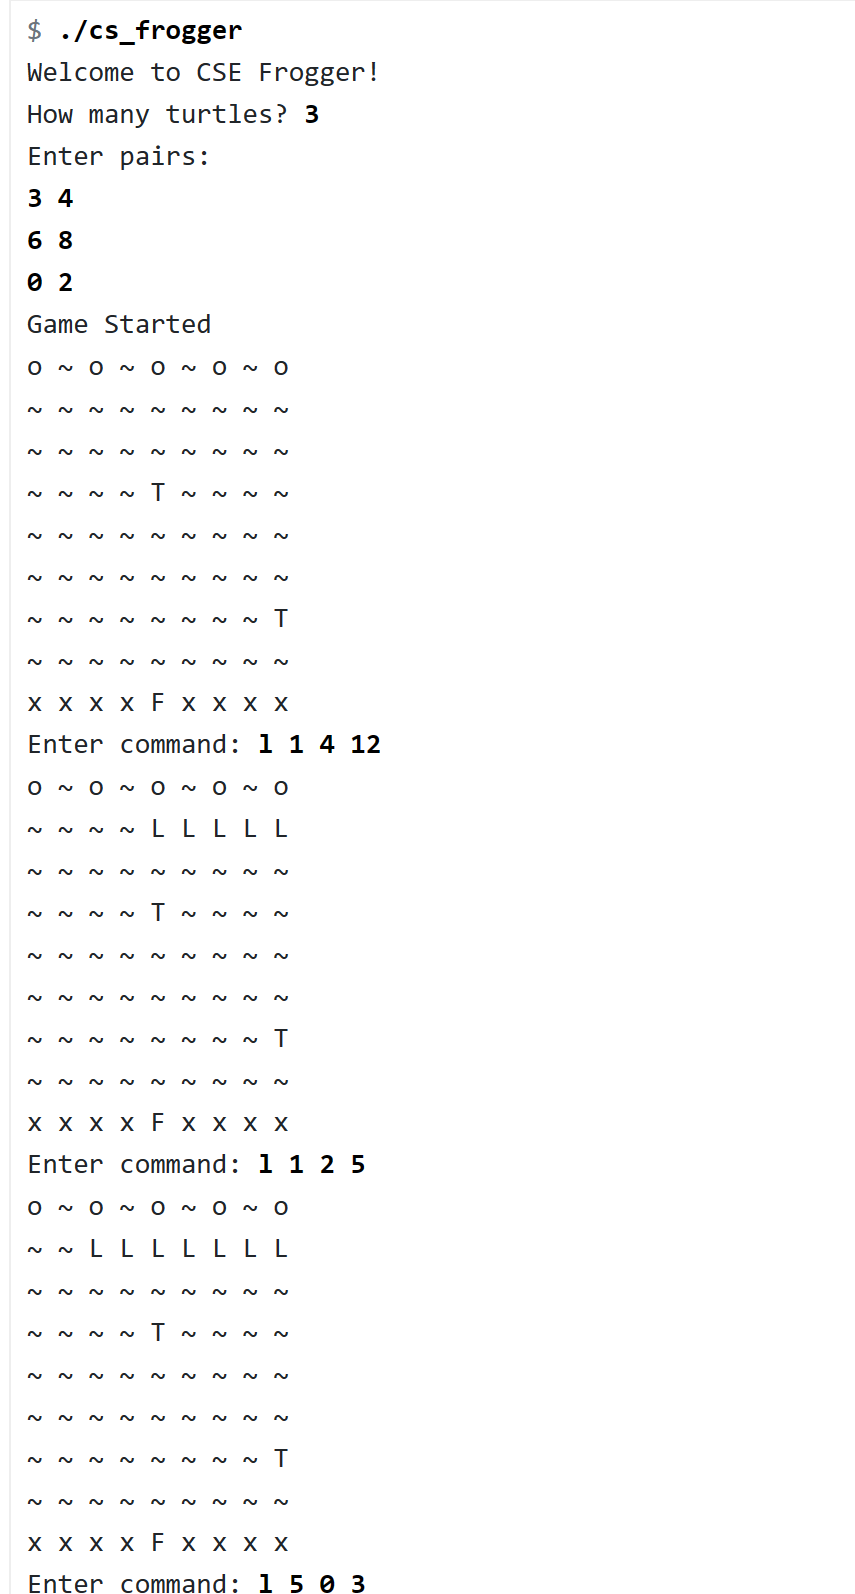 $ ./cs_frogger
Welcome to CSE Frogger!
How many turtles? 3
Enter pairs:
3 4
6 8
0 2
Game Started
o ~ o ~ o ~ o ~ o
~ ~ ~ ~ ~ ~ ~ ~ ~
~ ~ ~ ~ ~ ~ ~ ~ ~
~ ~ ~ ~ T ~ ~ ~ ~
~ ~ ~ ~ ~ ~ ~ ~ ~
~ ~ ~ ~ ~ ~ ~ ~ ~
~ ~ ~ ~ ~ ~ ~ ~ T
~ ~ ~ ~ ~ ~ ~ ~ ~
x x x x F x x x x
Enter command: l 1 4 12
o ~ o ~ o ~ o ~ o
~ ~ ~ ~ L L L L L
~ ~ ~ ~ ~ ~ ~ ~ ~
~ ~ ~ ~ T ~ ~ ~ ~
~ ~ ~ ~ ~ ~ ~ ~ ~
~ ~ ~ ~ ~ ~ ~ ~ ~
~ ~ ~ ~ ~ ~ ~ ~ T
~ ~ ~ ~ ~ ~ ~ ~ ~
x x x x F x x x x
Enter command: l 1 2 5
o ~ o ~ o ~ o ~ o
~ ~ L L L L L L L
~ ~ ~ ~ ~ ~ ~ ~ ~
~ ~ ~ ~ T ~ ~ ~ ~
~ ~ ~ ~ ~ ~ ~ ~ ~
~ ~ ~ ~ ~ ~ ~ ~ ~
~ ~ ~ ~ ~ ~ ~ ~ T
~ ~ ~ ~ ~ ~ ~ ~ ~
x x x x F x x x x
Enter command: l 5 0 3